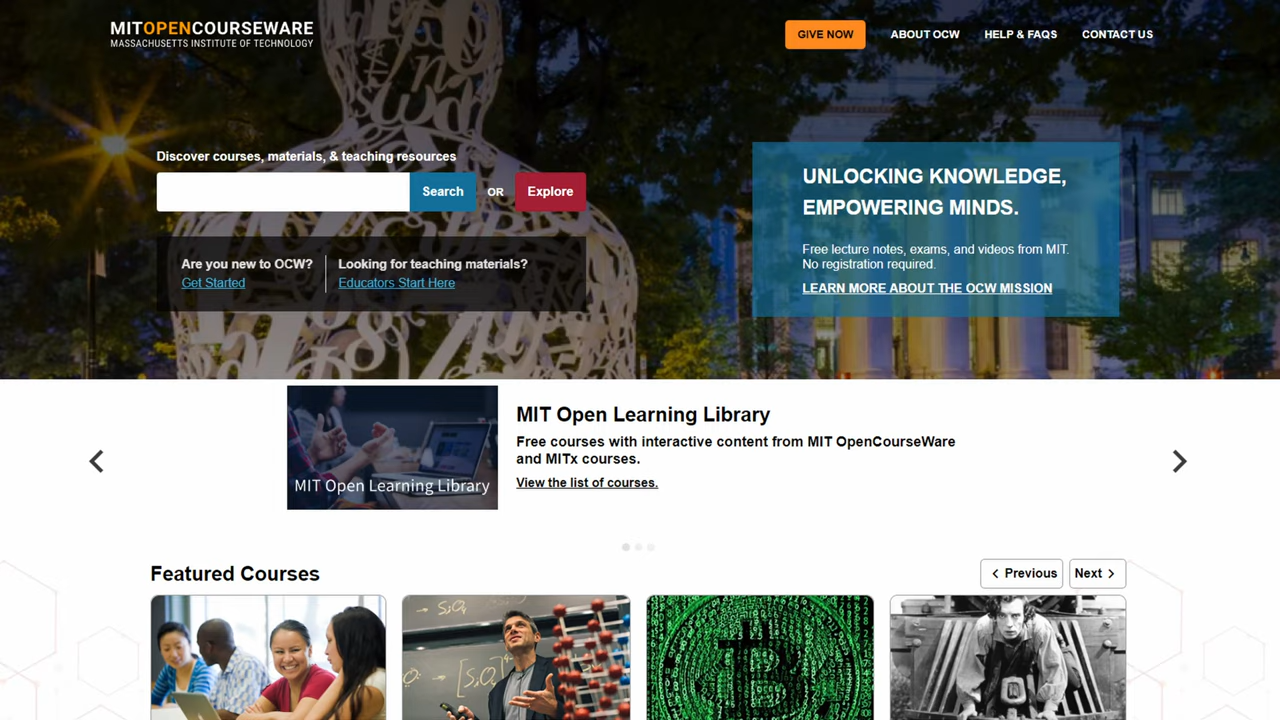 MITOPENCOURSEWARE
MASSACHUSETTS INSTITUTE OF TECHNOLOGY
GIVE NOW
ABOUT OCW
HELP & FAQS
CONTACT US
Discover courses, materials, & teaching resources
Search
OR
Explore
Are you new to OCW?
Get Started
Looking for teaching materials?
Educators Start Here
UNLOCKING KNOWLEDGE,
EMPOWERING MINDS.
Free lecture notes, exams, and videos from MIT.
No registration required.
LEARN MORE ABOUT THE OCW MISSION
MIT Open Learning Library
MIT Open Learning Library
Free courses with interactive content from MIT OpenCourseWare
and MITx courses.
View the list of courses.
Featured Courses
Previous
Next